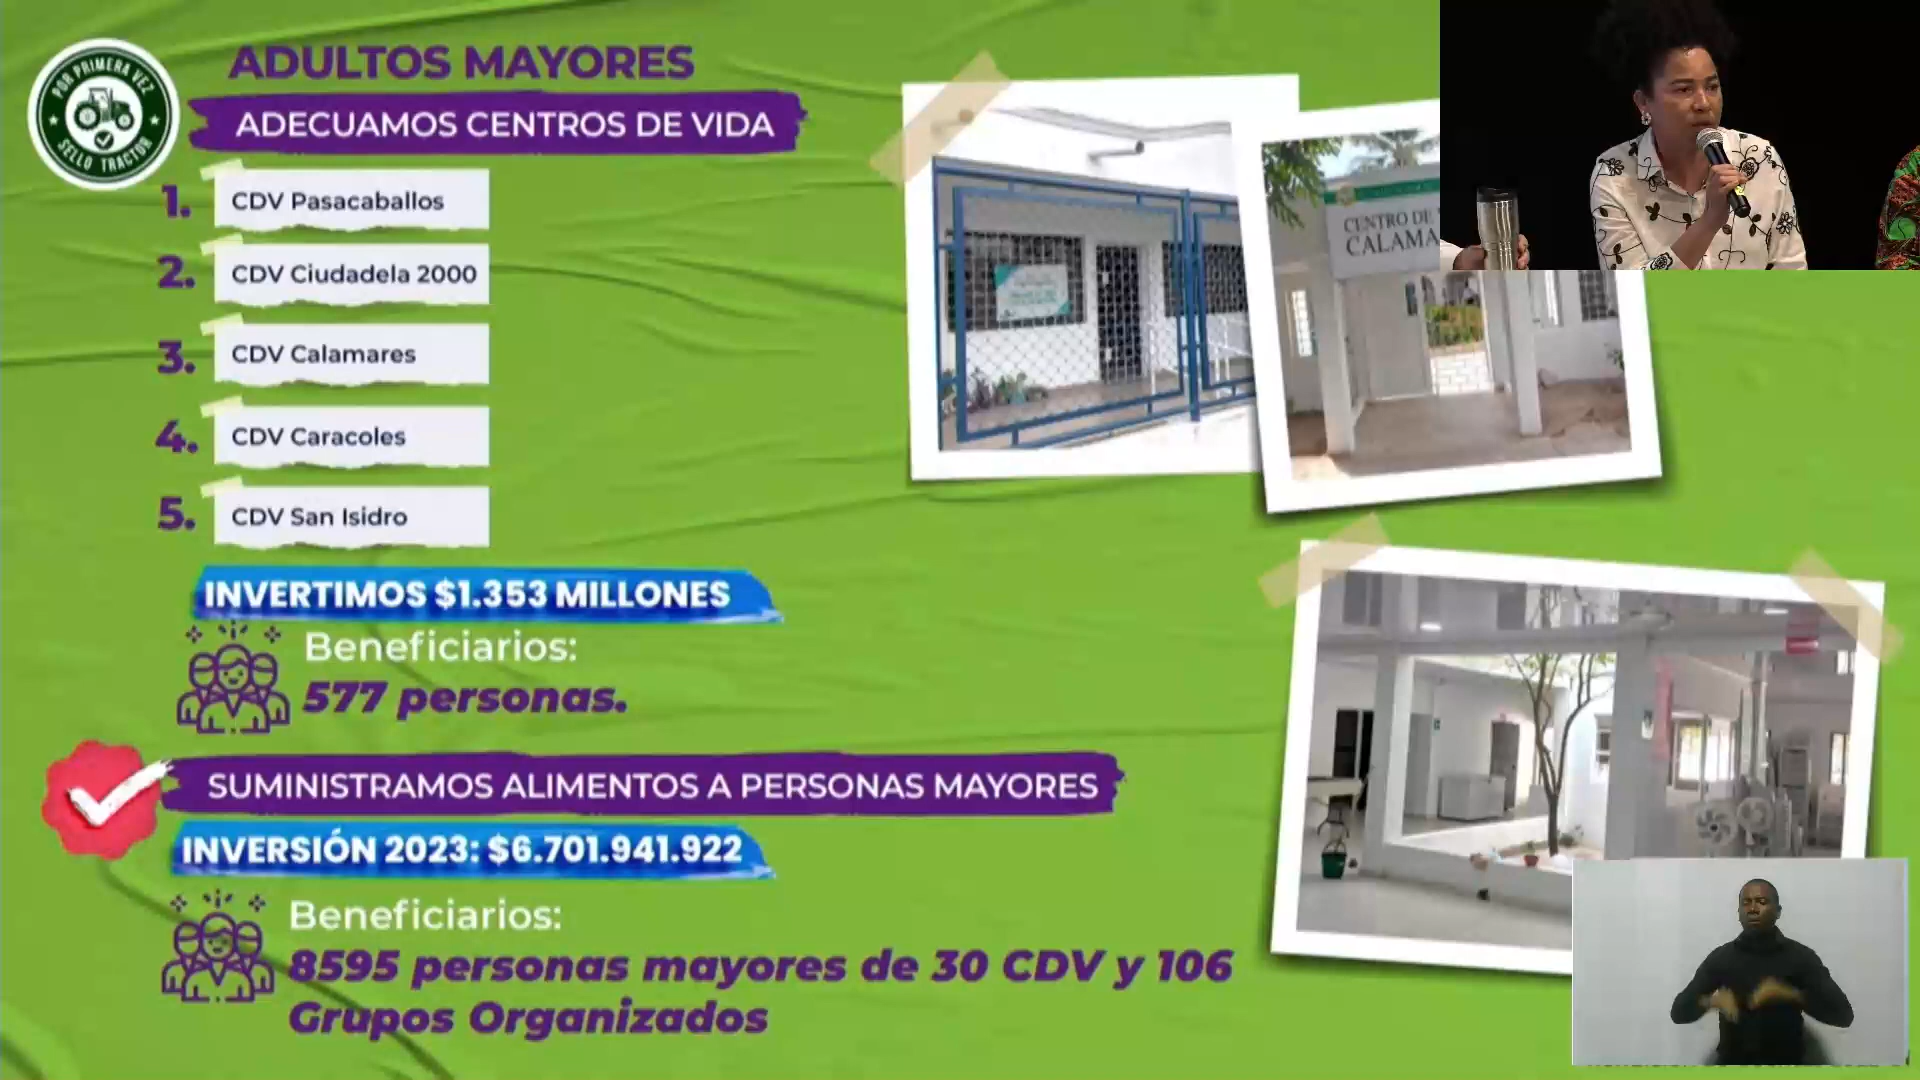 POR PRIMERA VEZ
SELLO TRACTOR
ADULTOS MAYORES
ADECUAMOS CENTROS DE VIDA
1. CDV Pasacaballos
2. CDV Ciudadela 2000
3. CDV Calamares
4. CDV Caracoles
5. CDV San Isidro
INVERTIMOS $1.353 MILLONES
Beneficiarios:
577 personas.
SUMINISTRAMOS ALIMENTOS A PERSONAS MAYORES
INVERSIÓN 2023: $6.701.941.922
Beneficiarios:
8595 personas mayores de 30 CDV y 106
Grupos Organizados
CENTRO DE
CALAMA